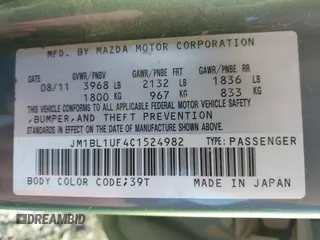 MFD. BY MAZDA MOTOR CORPORATION
GVWR/PNBV GAWR/PNBE FRT GAWR/PNBE RR
08/11 3968 LB 2132 LB 1836 LB
1800 KG 967 KG 833 KG
THIS VEHICLE CONFORMS TO ALL APPLICABLE
FEDERAL MOTOR VEHICLE SAFETY
,BUMPER,AND THEFT PREVENTION
STANDARDS IN EFFECT ON THE DATE OF
MANUFACTURE SHOWN ABOVE.
JM1BL1UF4C1524982 TYPE:PASSENGER
BODY COLOR CODE;39T MADE IN JAPAN
DREAMBID